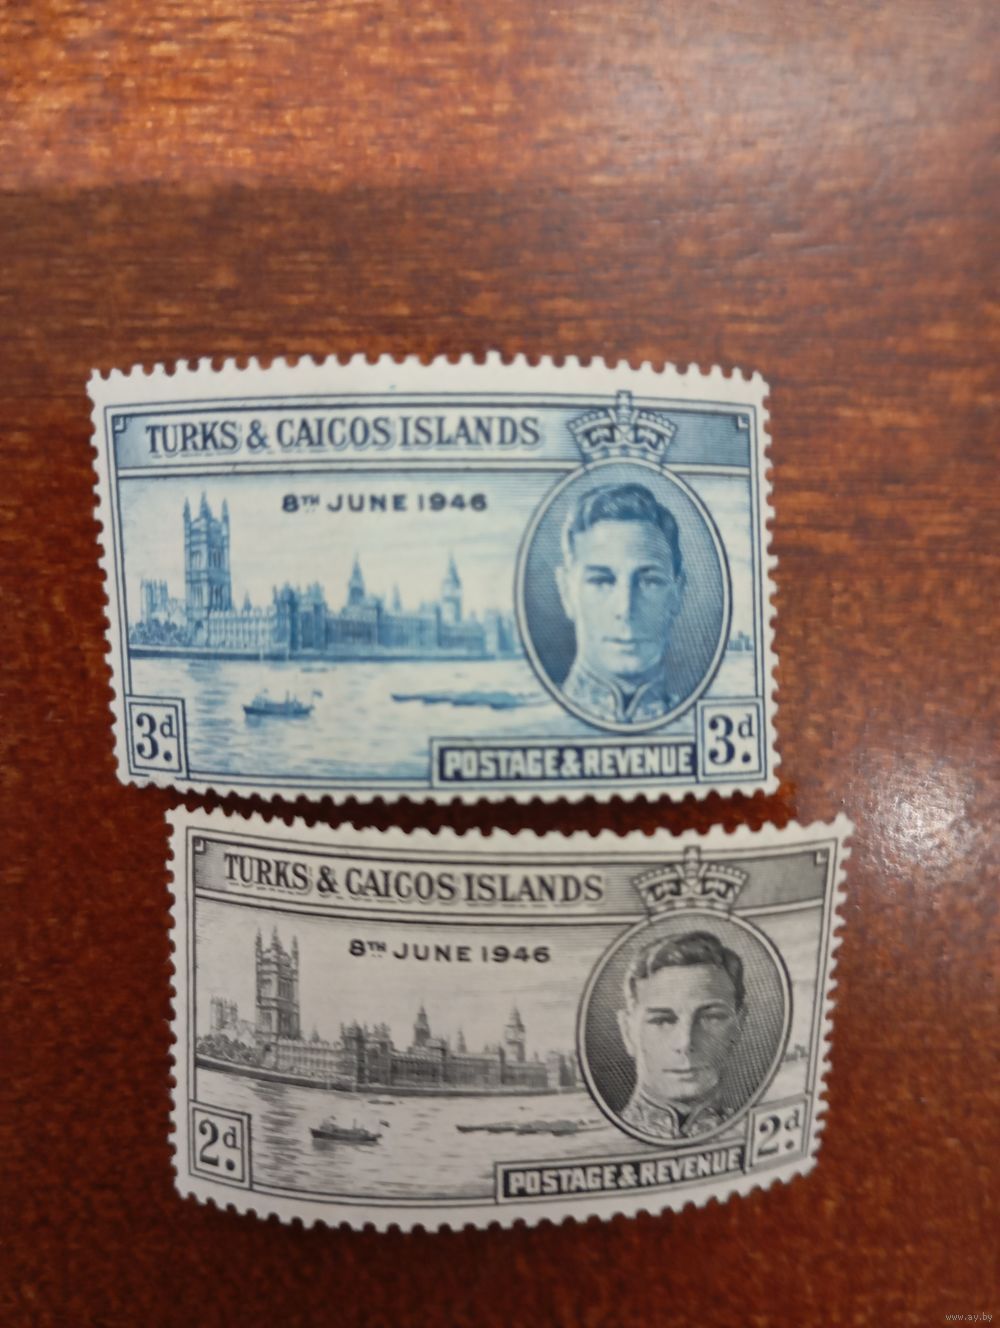 TURKS & CAICOS ISLANDS
8TH JUNE 1946
3d.
3d.
POSTAGE & REVENUE
TURKS & CAICOS ISLANDS
8TH JUNE 1946
2d.
2d.
POSTAGE & REVENUE
www.ay.by